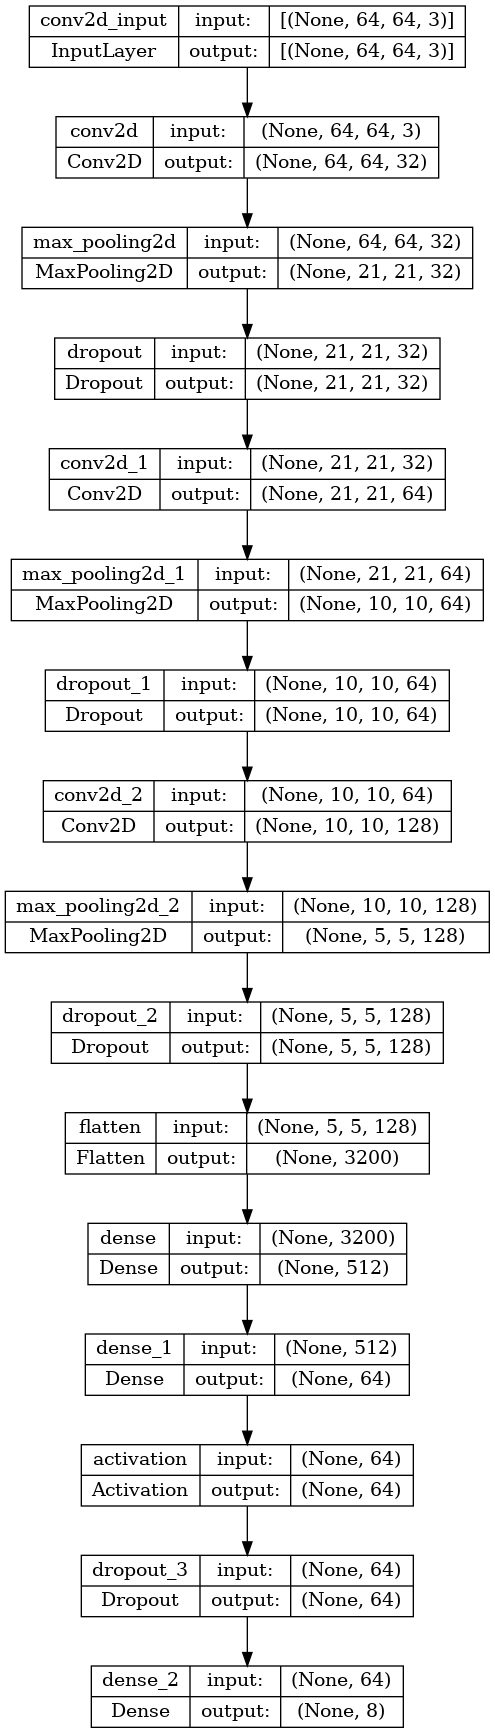 conv2d_input input: [(None, 64, 64, 3)]
InputLayer output: [(None, 64, 64, 3)]
conv2d input: (None, 64, 64, 3)
Conv2D output: (None, 64, 64, 32)
max_pooling2d input: (None, 64, 64, 32)
MaxPooling2D output: (None, 21, 21, 32)
dropout input: (None, 21, 21, 32)
Dropout output: (None, 21, 21, 32)
conv2d_1 input: (None, 21, 21, 32)
Conv2D output: (None, 21, 21, 64)
max_pooling2d_1 input: (None, 21, 21, 64)
MaxPooling2D output: (None, 10, 10, 64)
dropout_1 input: (None, 10, 10, 64)
Dropout output: (None, 10, 10, 64)
conv2d_2 input: (None, 10, 10, 64)
Conv2D output: (None, 10, 10, 128)
max_pooling2d_2 input: (None, 10, 10, 128)
MaxPooling2D output: (None, 5, 5, 128)
dropout_2 input: (None, 5, 5, 128)
Dropout output: (None, 5, 5, 128)
flatten input: (None, 5, 5, 128)
Flatten output: (None, 3200)
dense input: (None, 3200)
Dense output: (None, 512)
dense_1 input: (None, 512)
Dense output: (None, 64)
activation input: (None, 64)
Activation output: (None, 64)
dropout_3 input: (None, 64)
Dropout output: (None, 64)
dense_2 input: (None, 64)
Dense output: (None, 8)